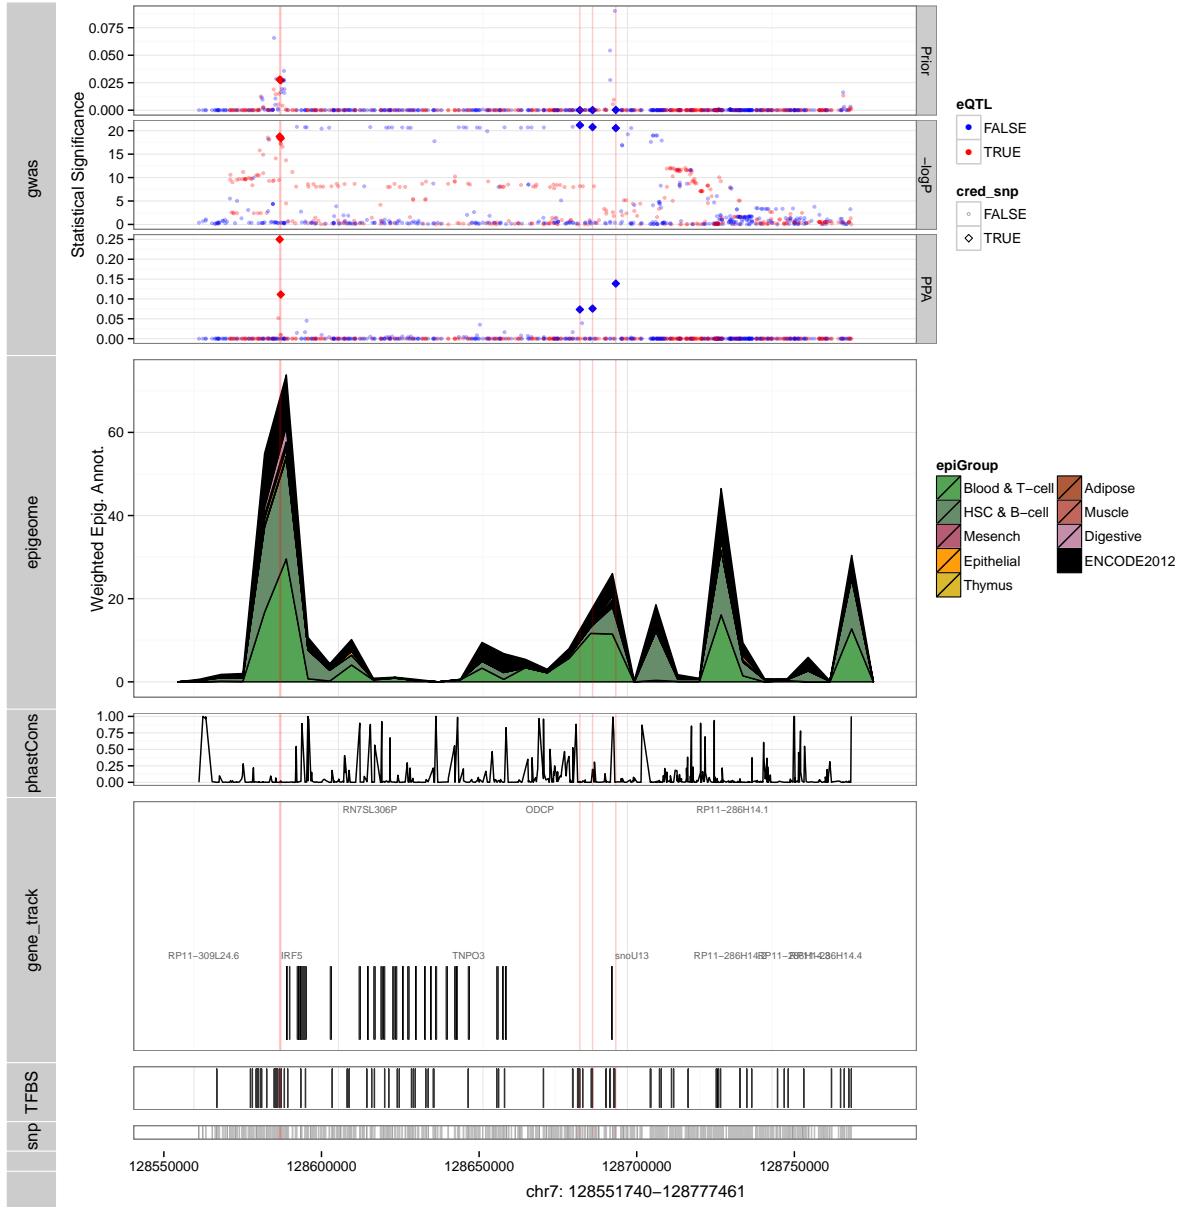 gwas
Statistical Significance
0.075
0.050
0.025
0.000
Prior
20
15
10
5
0
−logP
0.25
0.20
0.15
0.10
0.05
0.00
PPA
eQTL
FALSE
TRUE
cred_snp
FALSE
TRUE
epigeome
Weighted Epig. Annot.
60
40
20
0
epiGroup
Blood & T−cell
HSC & B−cell
Mesench
Epithelial
Thymus
Adipose
Muscle
Digestive
ENCODE2012
phastCons
1.00
0.75
0.50
0.25
0.00
gene_track
RN7SL306P
ODCP
RP11−286H14.1
RP11−309L24.6
IRF5
TNPO3
snoU13
RP11−286H14.4
TFBS
snp
128550000
128600000
128650000
128700000
128750000
chr7: 128551740−128777461